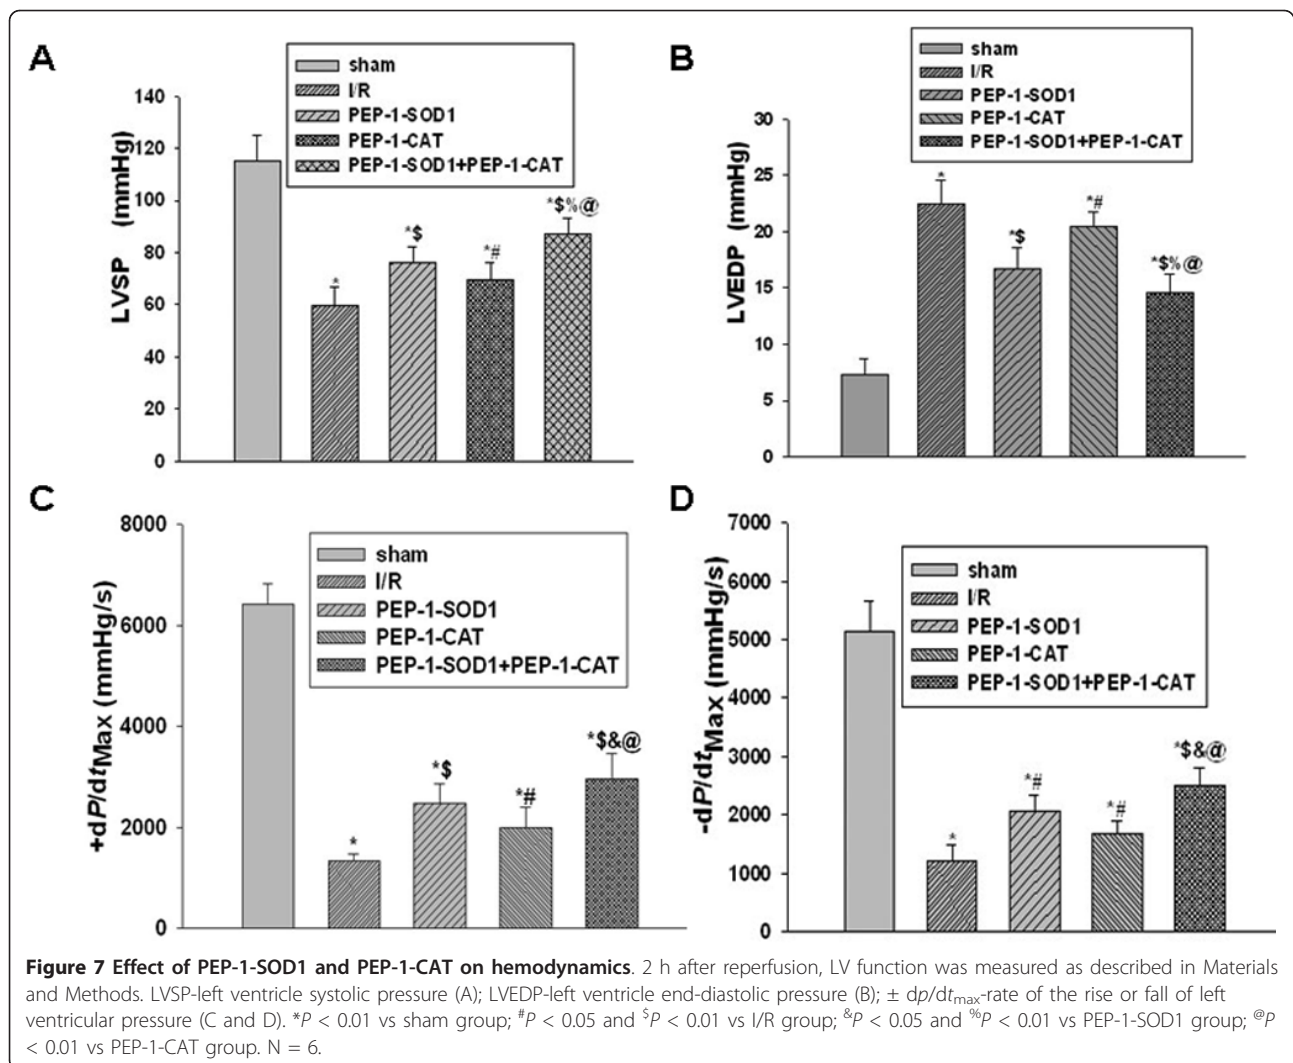 A
sham
I/R
PEP-1-SOD1
PEP-1-CAT
PEP-1-SOD1+PEP-1-CAT
LVSP (mmHg)
140
120
100
80
60
40
20
0
*
*$
*#
*$%@
B
sham
I/R
PEP-1-SOD1
PEP-1-CAT
PEP-1-SOD1+PEP-1-CAT
LVEDP (mmHg)
30
25
20
15
10
5
0
*
*$
*#
*$%@
C
sham
I/R
PEP-1-SOD1
PEP-1-CAT
PEP-1-SOD1+PEP-1-CAT
+dP/dtMax (mmHg/s)
8000
6000
4000
2000
0
*
*$
*#
*$&@
D
sham
I/R
PEP-1-SOD1
PEP-1-CAT
PEP-1-SOD1+PEP-1-CAT
-dP/dtMax (mmHg/s)
7000
6000
5000
4000
3000
2000
1000
0
*
*#
*#
*$&@
Figure 7 Effect of PEP-1-SOD1 and PEP-1-CAT on hemodynamics. 2 h after reperfusion, LV function was measured as described in Materials
and Methods. LVSP-left ventricle systolic pressure (A); LVEDP-left ventricle end-diastolic pressure (B); ± dp/dtmax-rate of the rise or fall of left
ventricular pressure (C and D). *P < 0.01 vs sham group; #P < 0.05 and $P < 0.01 vs I/R group; &P < 0.05 and %P < 0.01 vs PEP-1-SOD1 group; @P
< 0.01 vs PEP-1-CAT group. N = 6.